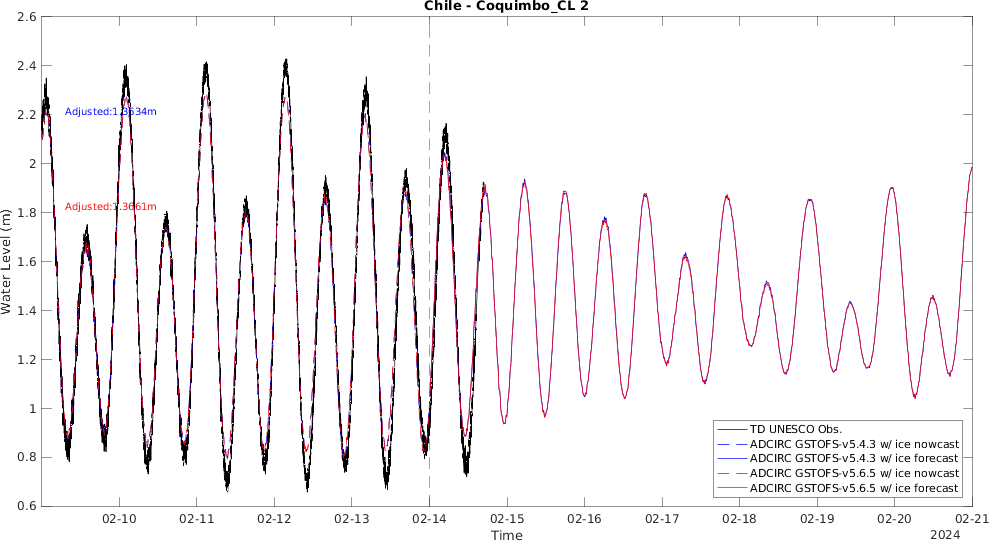 Chile - Coquimbo_CL 2
2.6
2.4
2.2
2
1.8
1.6
1.4
1.2
1
0.8
0.6
Water Level (m)
Adjusted:1.3634m
Adjusted:1.3661m
TD UNESCO Obs.
ADCIRC GSTOFS-v5.4.3 w/ ice nowcast
ADCIRC GSTOFS-v5.4.3 w/ ice forecast
ADCIRC GSTOFS-v5.6.5 w/ ice nowcast
ADCIRC GSTOFS-v5.6.5 w/ ice forecast
02-10 02-11 02-12 02-13 02-14 02-15 02-16 02-17 02-18 02-19 02-20 02-21
Time
2024